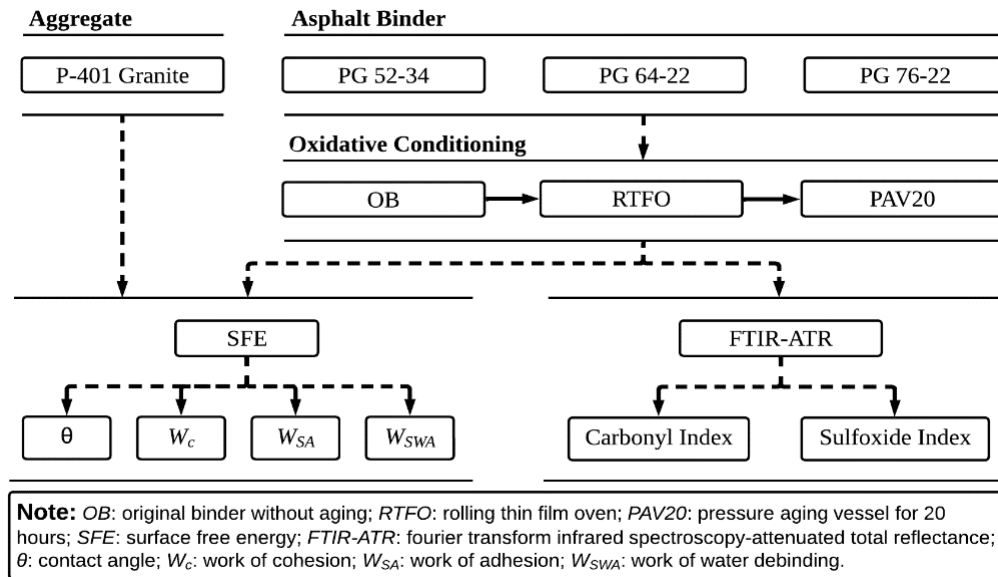 Aggregate
Asphalt Binder
P-401 Granite
PG 52-34
PG 64-22
PG 76-22
Oxidative Conditioning
OB
RTFO
PAV20
SFE
FTIR-ATR
θ
Wc
WSA
WSWA
Carbonyl Index
Sulfoxide Index
Note: OB: original binder without aging; RTFO: rolling thin film oven; PAV20: pressure aging vessel for 20
hours; SFE: surface free energy; FTIR-ATR: fourier transform infrared spectroscopy-attenuated total reflectance;
θ: contact angle; Wc: work of cohesion; WSA: work of adhesion; WSWA: work of water debinding.